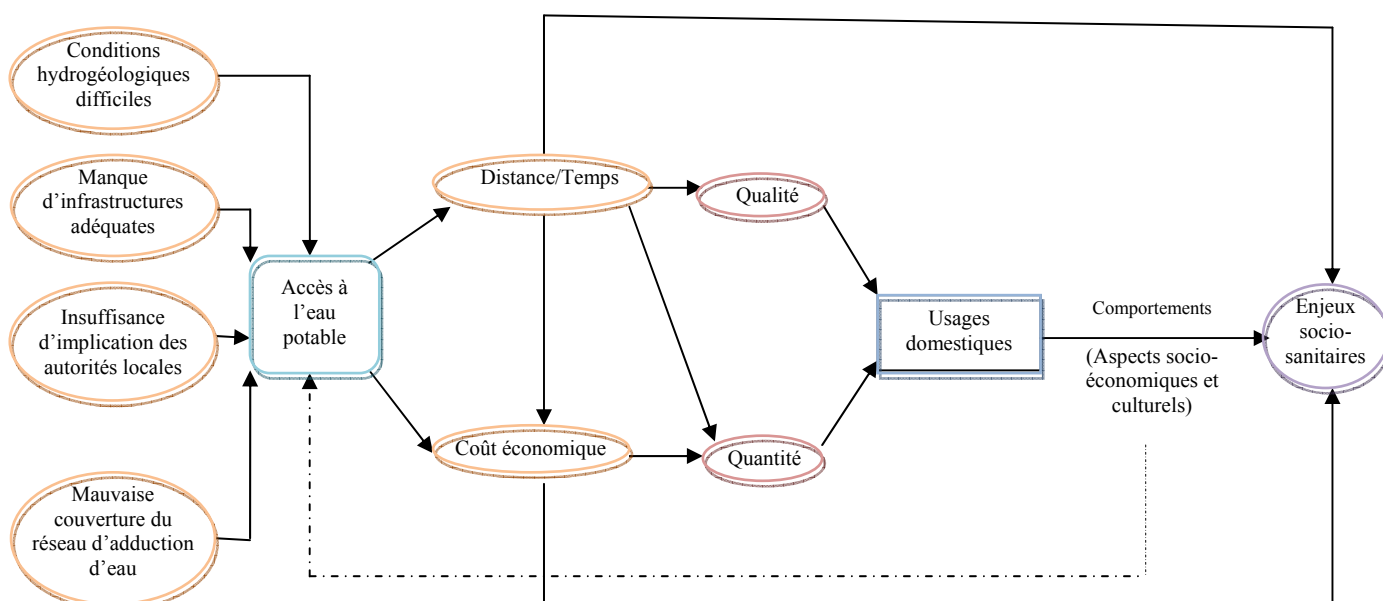 Conditions
hydrogéologiques
difficiles
Manque
d’infrastructures
adéquates
Insuffisance
d’implication des
autorités locales
Mauvaise
couverture du
réseau d’adduction
d’eau
Accès à
l’eau
potable
Distance/Temps
Coût économique
Qualité
Quantité
Usages
domestiques
Comportements
(Aspects socio-
économiques et
culturels)
Enjeux
socio-
sanitaires